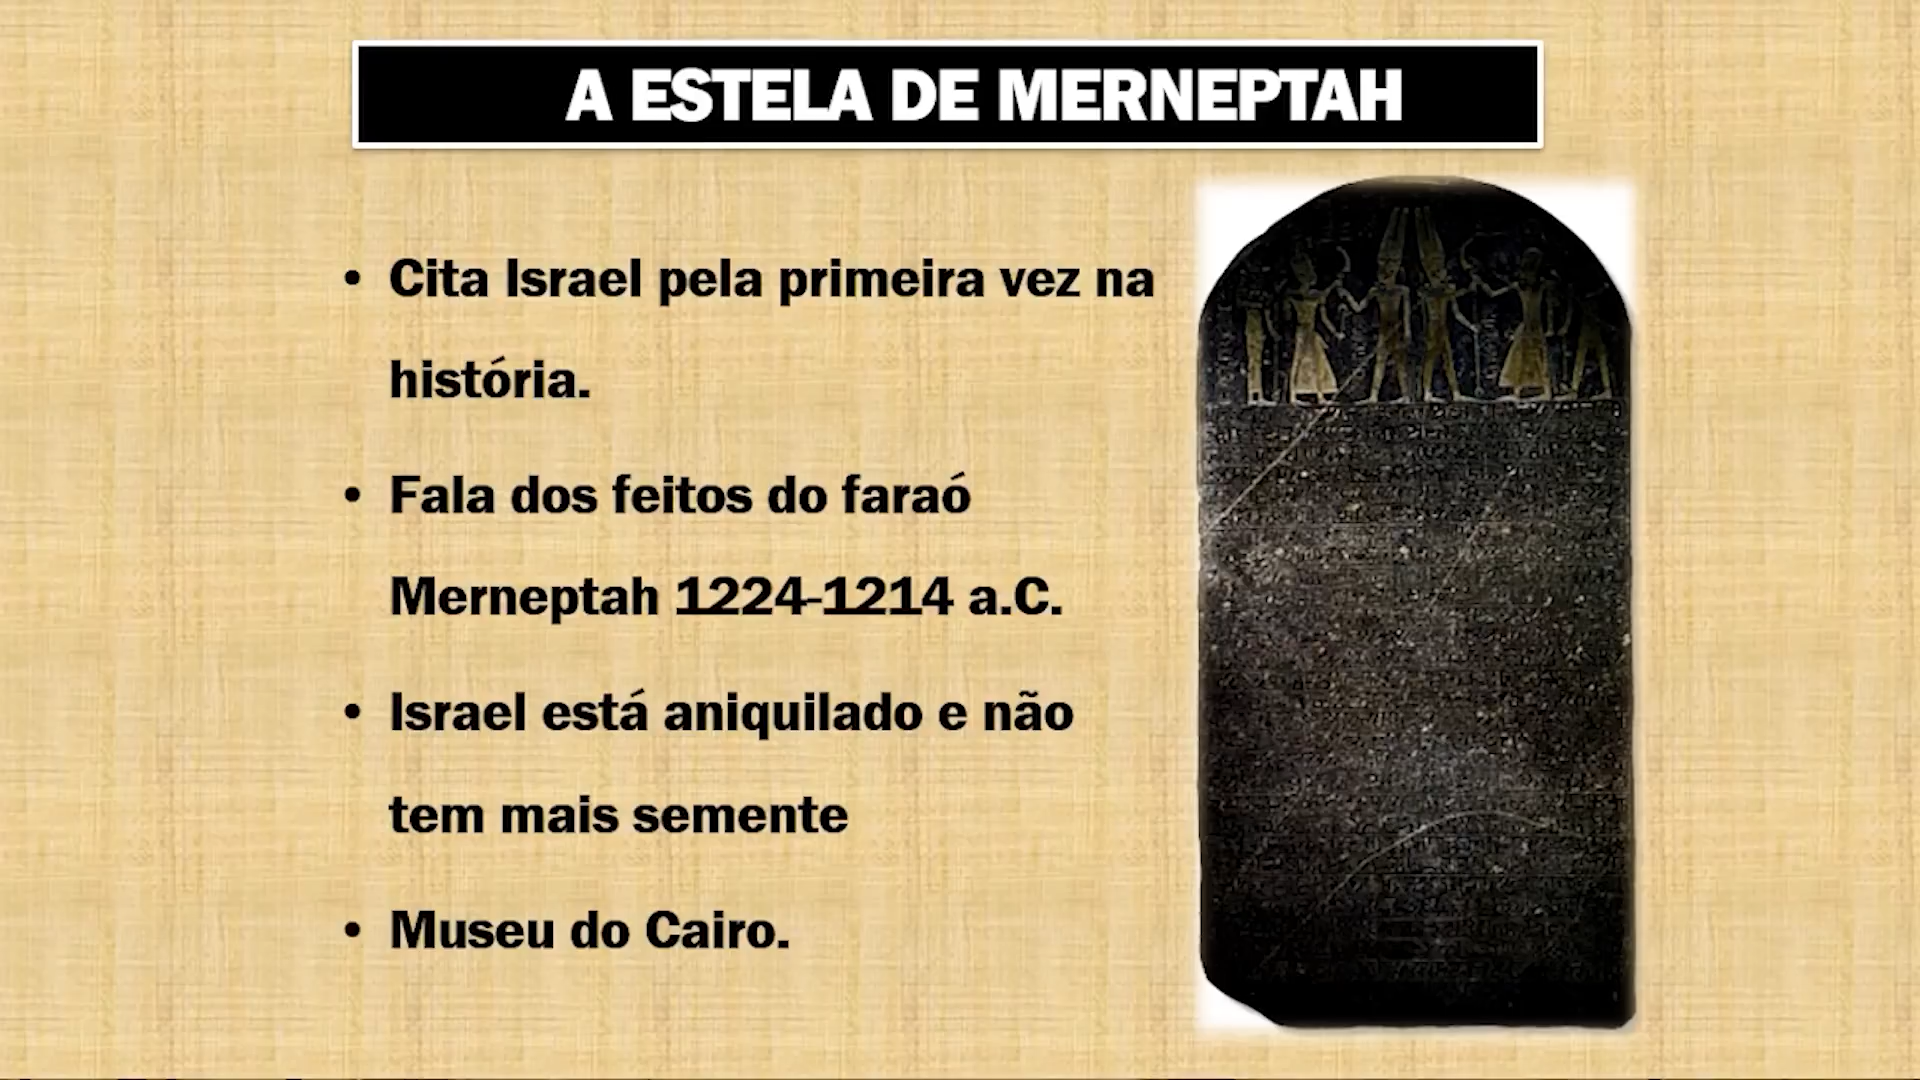 A ESTELA DE MERNEPTAH
• Cita Israel pela primeira vez na
história.
• Fala dos feitos do faraó
Merneptah 1224-1214 a.C.
• Israel está aniquilado e não
tem mais semente
• Museu do Cairo.